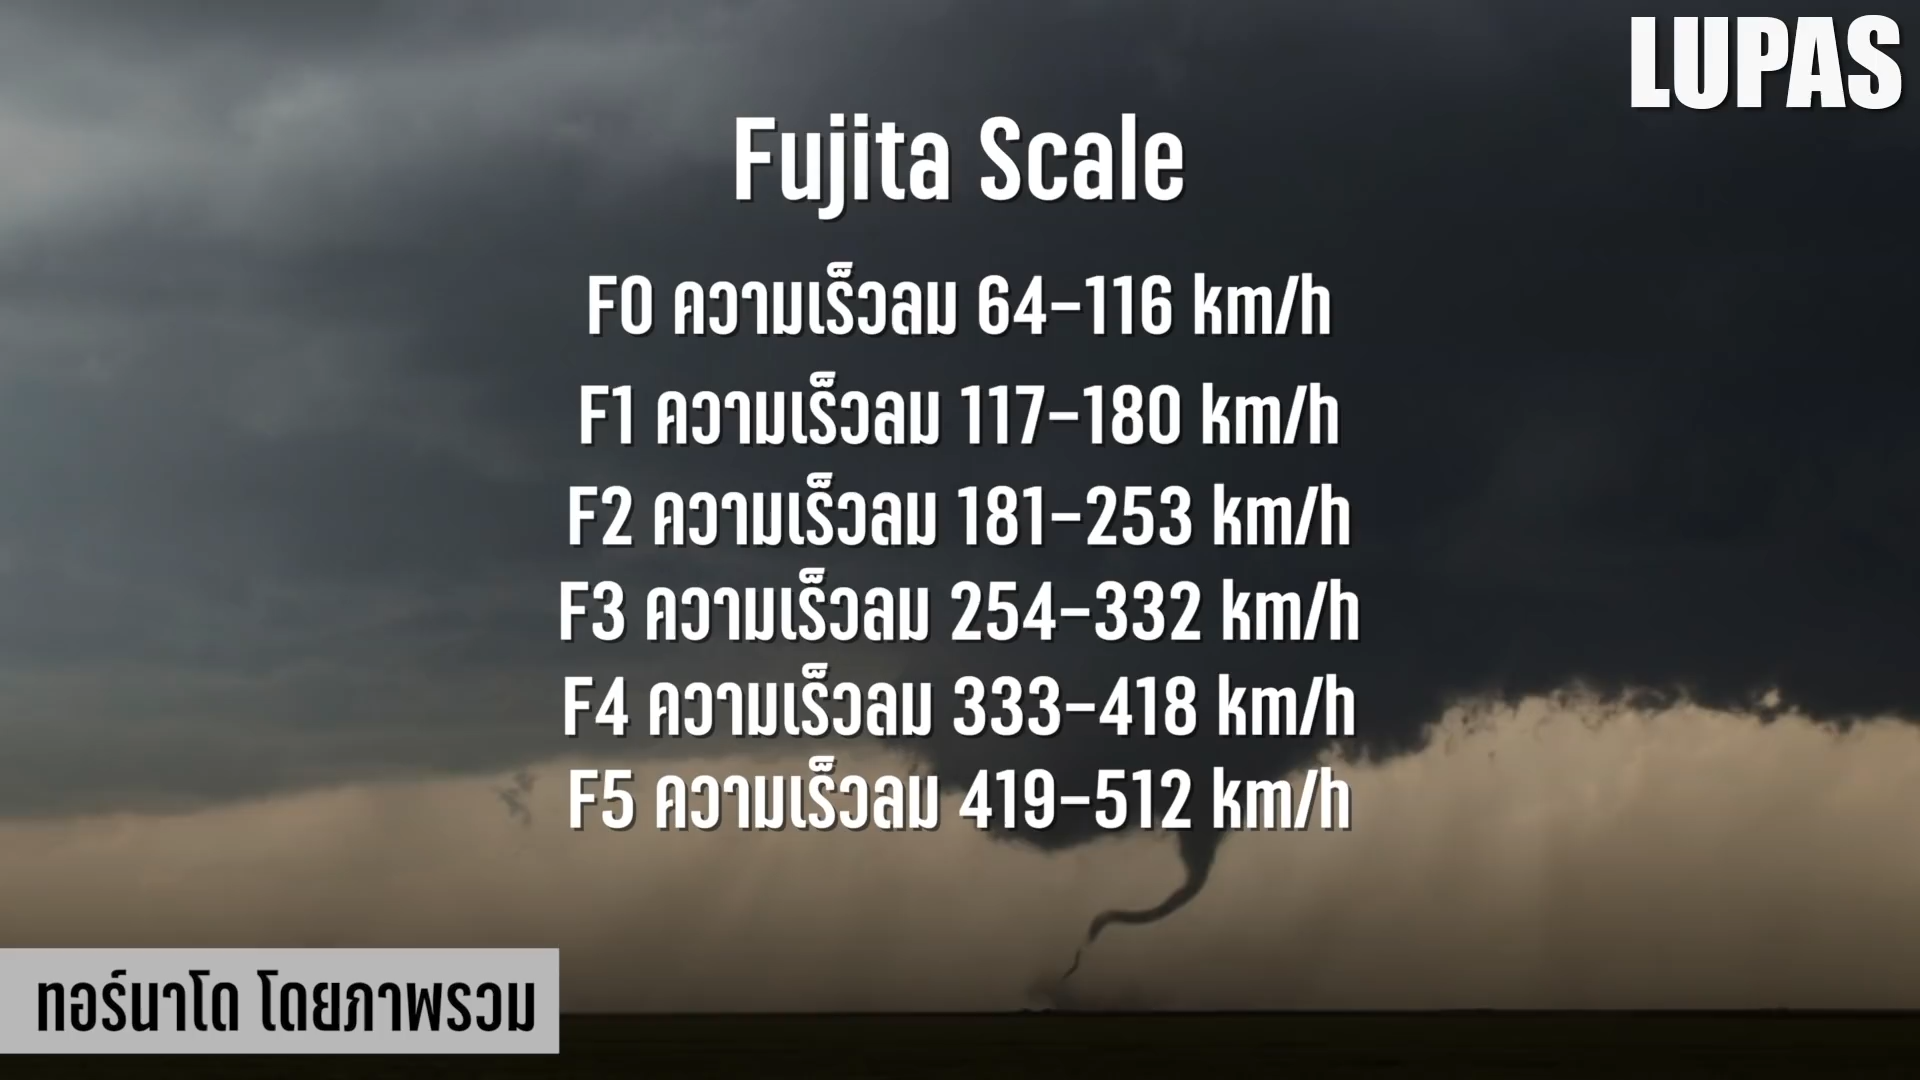 LUPAS
Fujita Scale
F0 ความเร็วลม 64-116 km/h
F1 ความเร็วลม 117-180 km/h
F2 ความเร็วลม 181-253 km/h
F3 ความเร็วลม 254-332 km/h
F4 ความเร็วลม 333-418 km/h
F5 ความเร็วลม 419-512 km/h
ทอร์นาโด โดยภาพรวม